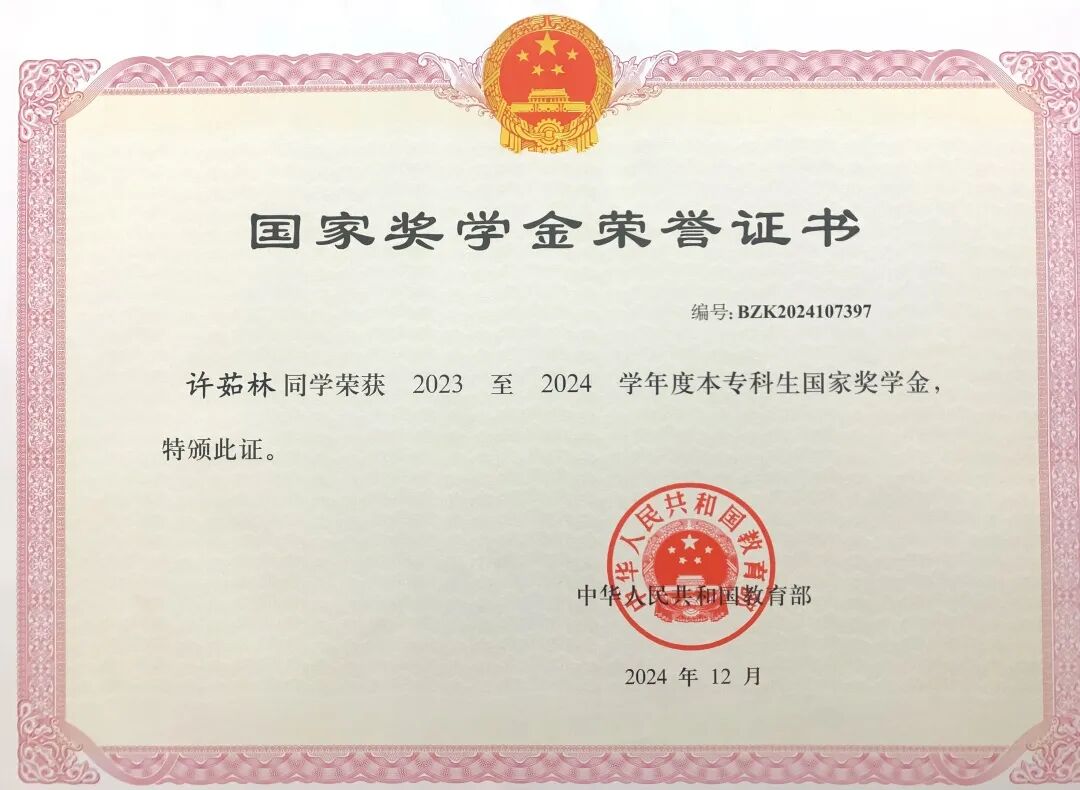 国家奖学金荣誉证书
编号: BZK2024107397
许茹林同学荣获 2023 至 2024 学年度本专科生国家奖学金,
特颁此证。
中华人民共和国教育部
中华人民共和国教育部
2024 年 12 月